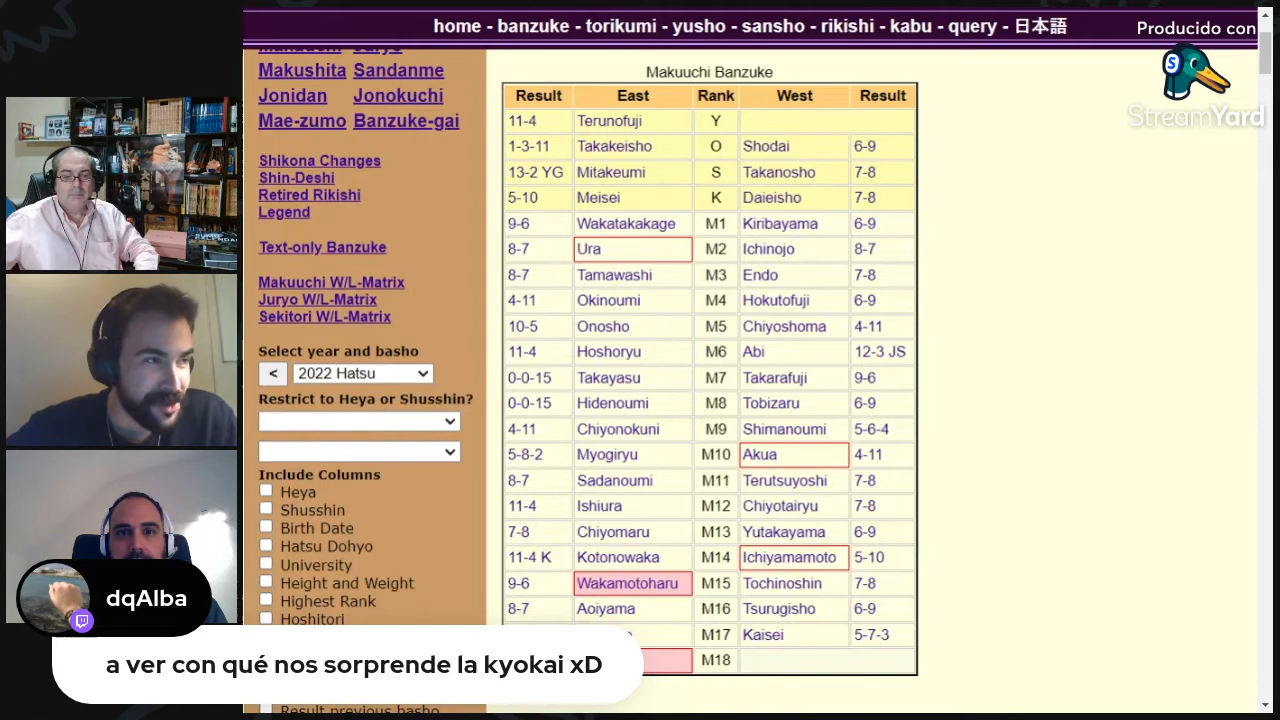 home - banzuke - torikumi - yusho - sansho - rikishi - kabu - query - 日本語
Producido con
StreamYard
Makuuchi Juryo
Makushita Sandanme
Jonidan Jonokuchi
Mae-zumo Banzuke-gai
Shikona Changes
Shin-Deshi
Retired Rikishi
Legend
Text-only Banzuke
Makuuchi W/L-Matrix
Juryo W/L-Matrix
Sekitori W/L-Matrix
Select year and basho
< 2022 Hatsu
Restrict to Heya or Shusshin?
Include Columns
Heya
Shusshin
Birth Date
Hatsu Dohyo
University
Height and Weight
Highest Rank
Hoshitori
Result previous basho
Makuuchi Banzuke
Result East Rank West Result
11-4 Terunofuji Y
1-3-11 Takakeisho O Shodai 6-9
13-2 YG Mitakeumi S Takanosho 7-8
5-10 Meisei K Daieisho 7-8
9-6 Wakatakakage M1 Kiribayama 6-9
8-7 Ura M2 Ichinojo 8-7
8-7 Tamawashi M3 Endo 7-8
4-11 Okinoumi M4 Hokutofuji 6-9
10-5 Onosho M5 Chiyoshoma 4-11
11-4 Hoshoryu M6 Abi 12-3 JS
0-0-15 Takayasu M7 Takarafuji 9-6
0-0-15 Hidenoumi M8 Tobizaru 6-9
4-11 Chiyonokuni M9 Shimanoumi 5-6-4
5-8-2 Myogiryu M10 Akua 4-11
8-7 Sadanoumi M11 Terutsuyoshi 7-8
11-4 Ishiura M12 Chiyotairyu 7-8
7-8 Chiyomaru M13 Yutakayama 6-9
11-4 K Kotonowaka M14 Ichiyamamoto 5-10
9-6 Wakamotoharu M15 Tochinoshin 7-8
8-7 Aoiyama M16 Tsurugisho 6-9
M17 Kaisei 5-7-3
M18
dqAlba
a ver con qué nos sorprende la kyokai xD